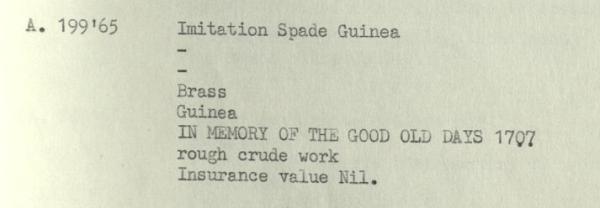 A. 199'65 Imitation Spade Guinea
-
-
Brass
Guinea
IN MEMORY OF THE GOOD OLD DAYS 1707
rough crude work
Insurance value Nil.